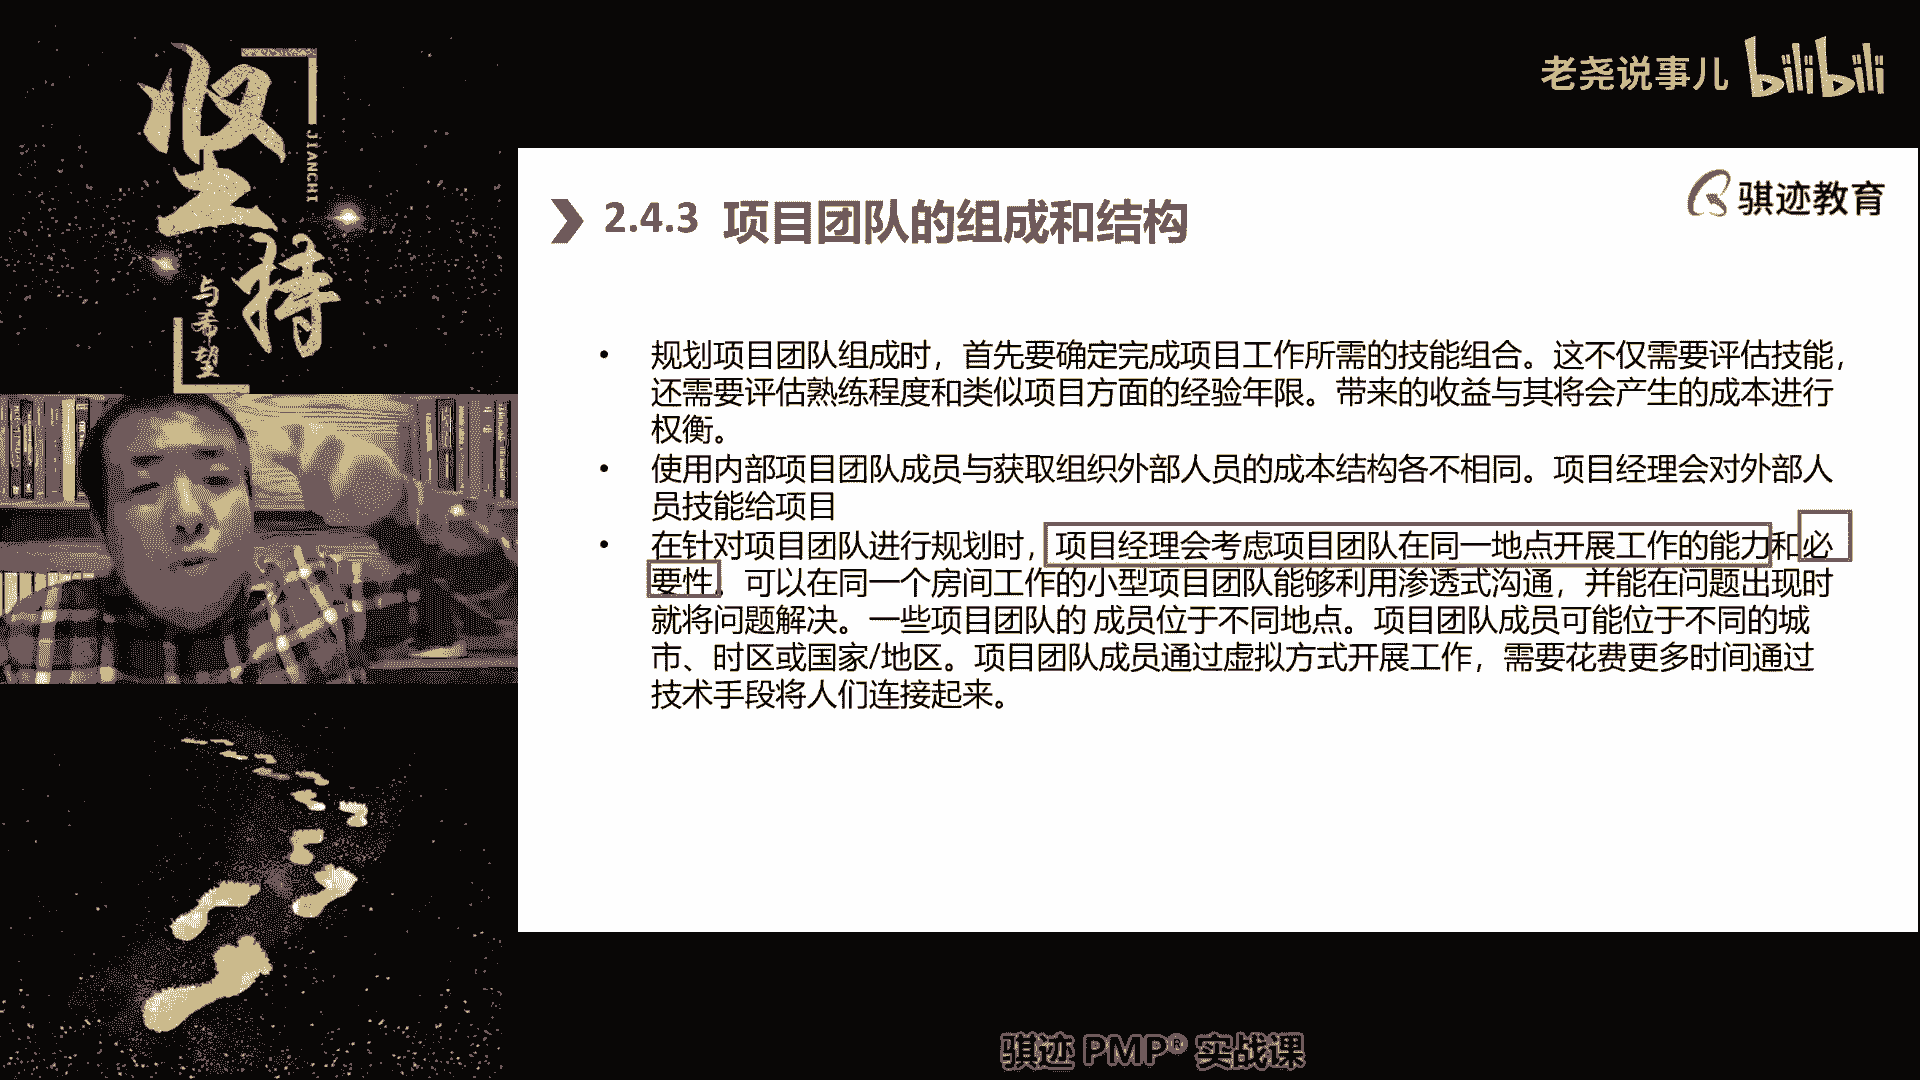 坚持
JIANCHI
与希望
老尧说事儿 bilibili
骐迹教育
2.4.3 项目团队的组成和结构
• 规划项目团队组成时，首先要确定完成项目工作所需的技能组合。这不仅需要评估技能，
还需要评估熟练程度和类似项目方面的经验年限。带来的收益与其将会产生的成本进行
权衡。
• 使用内部项目团队成员与获取组织外部人员的成本结构各不相同。项目经理会对外部人
员技能给项目
• 在针对项目团队进行规划时，项目经理会考虑项目团队在同一地点开展工作的能力和必
要性。可以在同一个房间工作的小型项目团队能够利用渗透式沟通，并能在问题出现时
就将问题解决。一些项目团队的 成员位于不同地点。项目团队成员可能位于不同的城
市、时区或国家/地区。项目团队成员通过虚拟方式开展工作，需要花费更多时间通过
技术手段将人们连接起来。
骐迹 PMP® 实战课